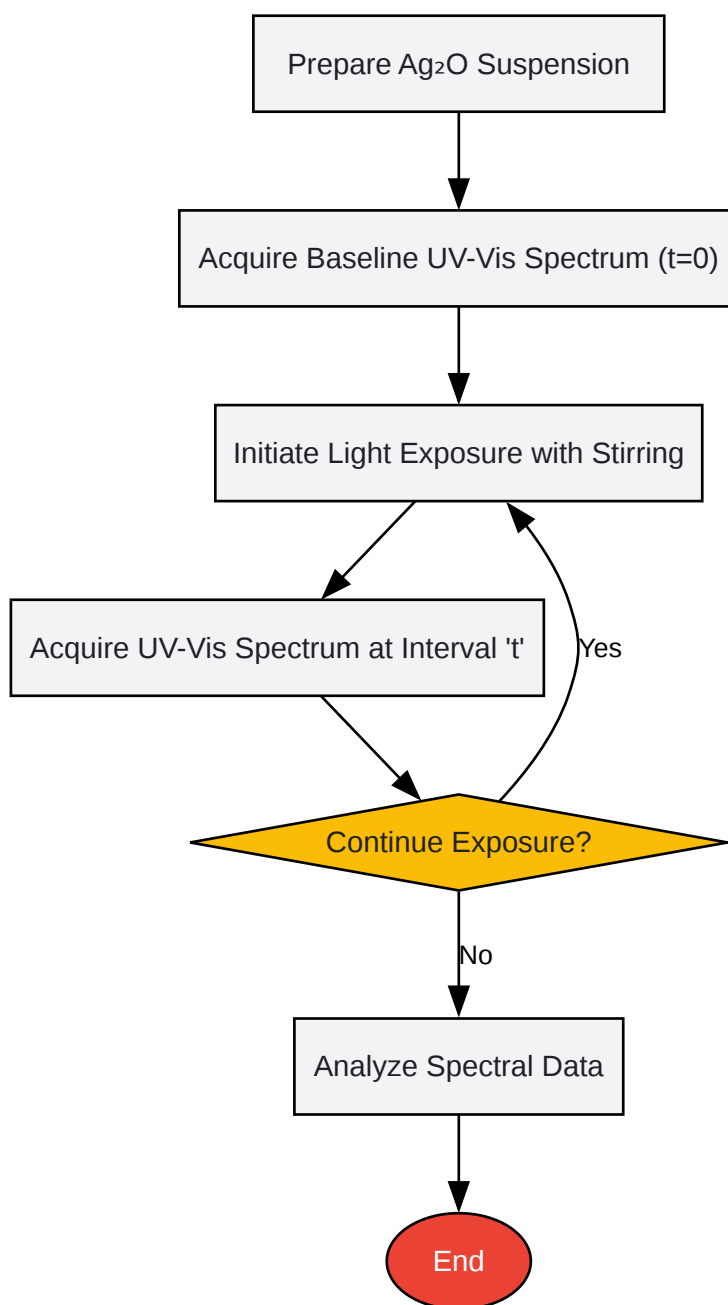 Prepare Ag₂O Suspension
Acquire Baseline UV-Vis Spectrum (t=0)
Initiate Light Exposure with Stirring
Acquire UV-Vis Spectrum at Interval 't'
Yes
Continue Exposure?
No
Analyze Spectral Data
End